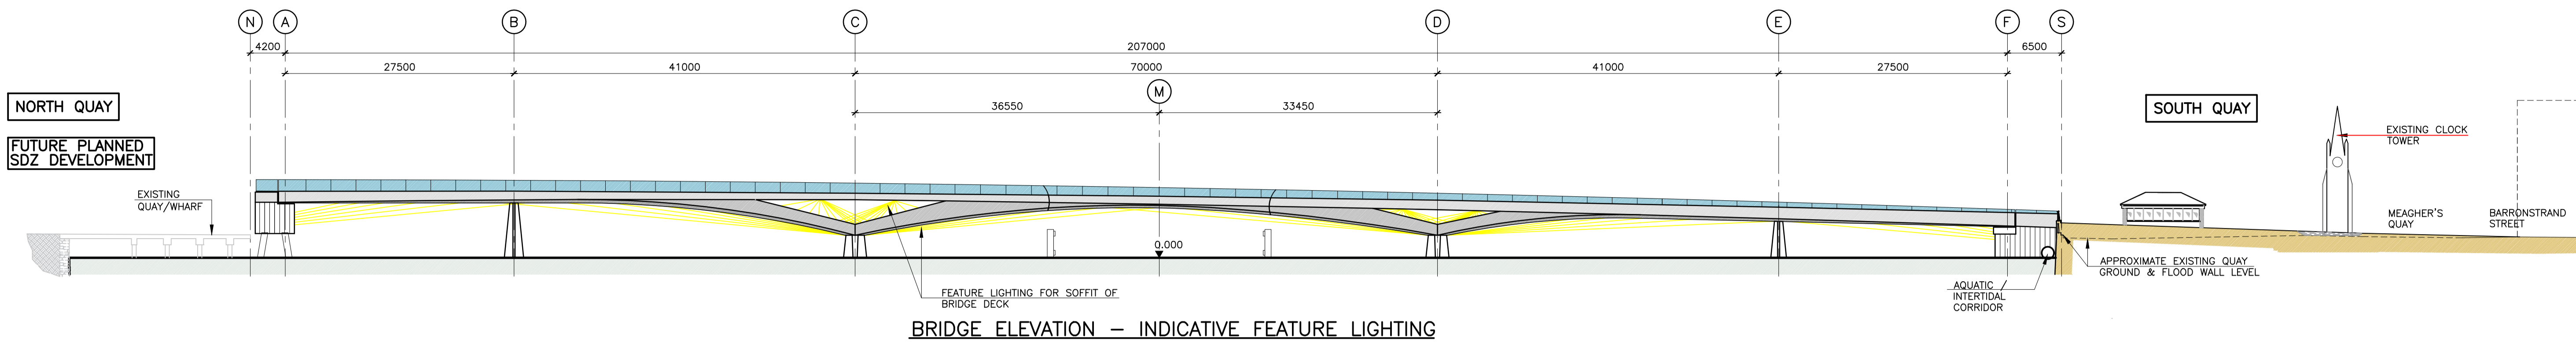 N A B C D E F S
4200 207000 6500
27500 41000 70000 41000 27500
M
36550 33450
NORTH QUAY
SOUTH QUAY
FUTURE PLANNED
SDZ DEVELOPMENT
EXISTING CLOCK
TOWER
EXISTING
QUAY/WHARF
MEAGHER'S
QUAY
BARRONSTRAND
STREET
0.000
APPROXIMATE EXISTING QUAY
GROUND & FLOOD WALL LEVEL
FEATURE LIGHTING FOR SOFFIT OF
BRIDGE DECK
AQUATIC /
INTERTIDAL
CORRIDOR
BRIDGE ELEVATION – INDICATIVE FEATURE LIGHTING